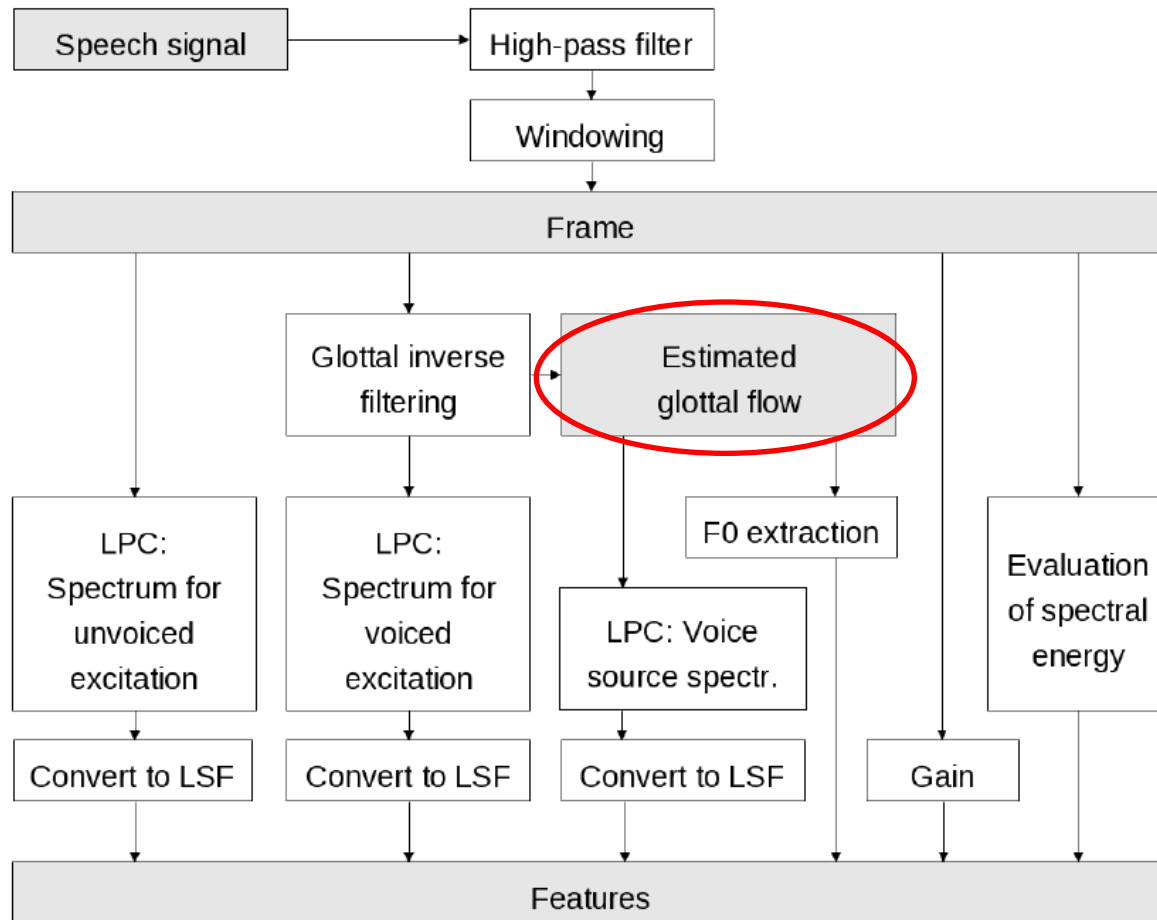 Speech signal
High-pass filter
Windowing
Frame
Glottal inverse
filtering
Estimated
glottal flow
LPC:
Spectrum for
unvoiced
excitation
LPC:
Spectrum for
voiced
excitation
F0 extraction
LPC: Voice
source spectr.
Evaluation
of spectral
energy
Convert to LSF
Convert to LSF
Convert to LSF
Gain
Features